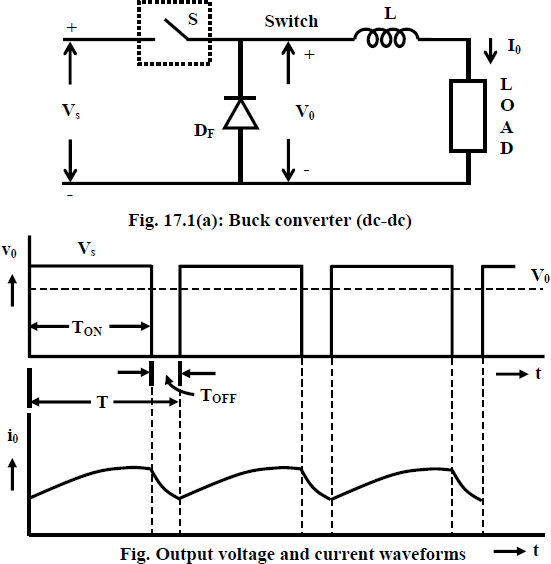 S
Switch
L
+
+
I0
Vs
DF
V0
L
O
A
D
-
-
Fig. 17.1(a): Buck converter (dc-dc)
v0
Vs
V0
TON
t
T
TOFF
i0
t
Fig. Output voltage and current waveforms